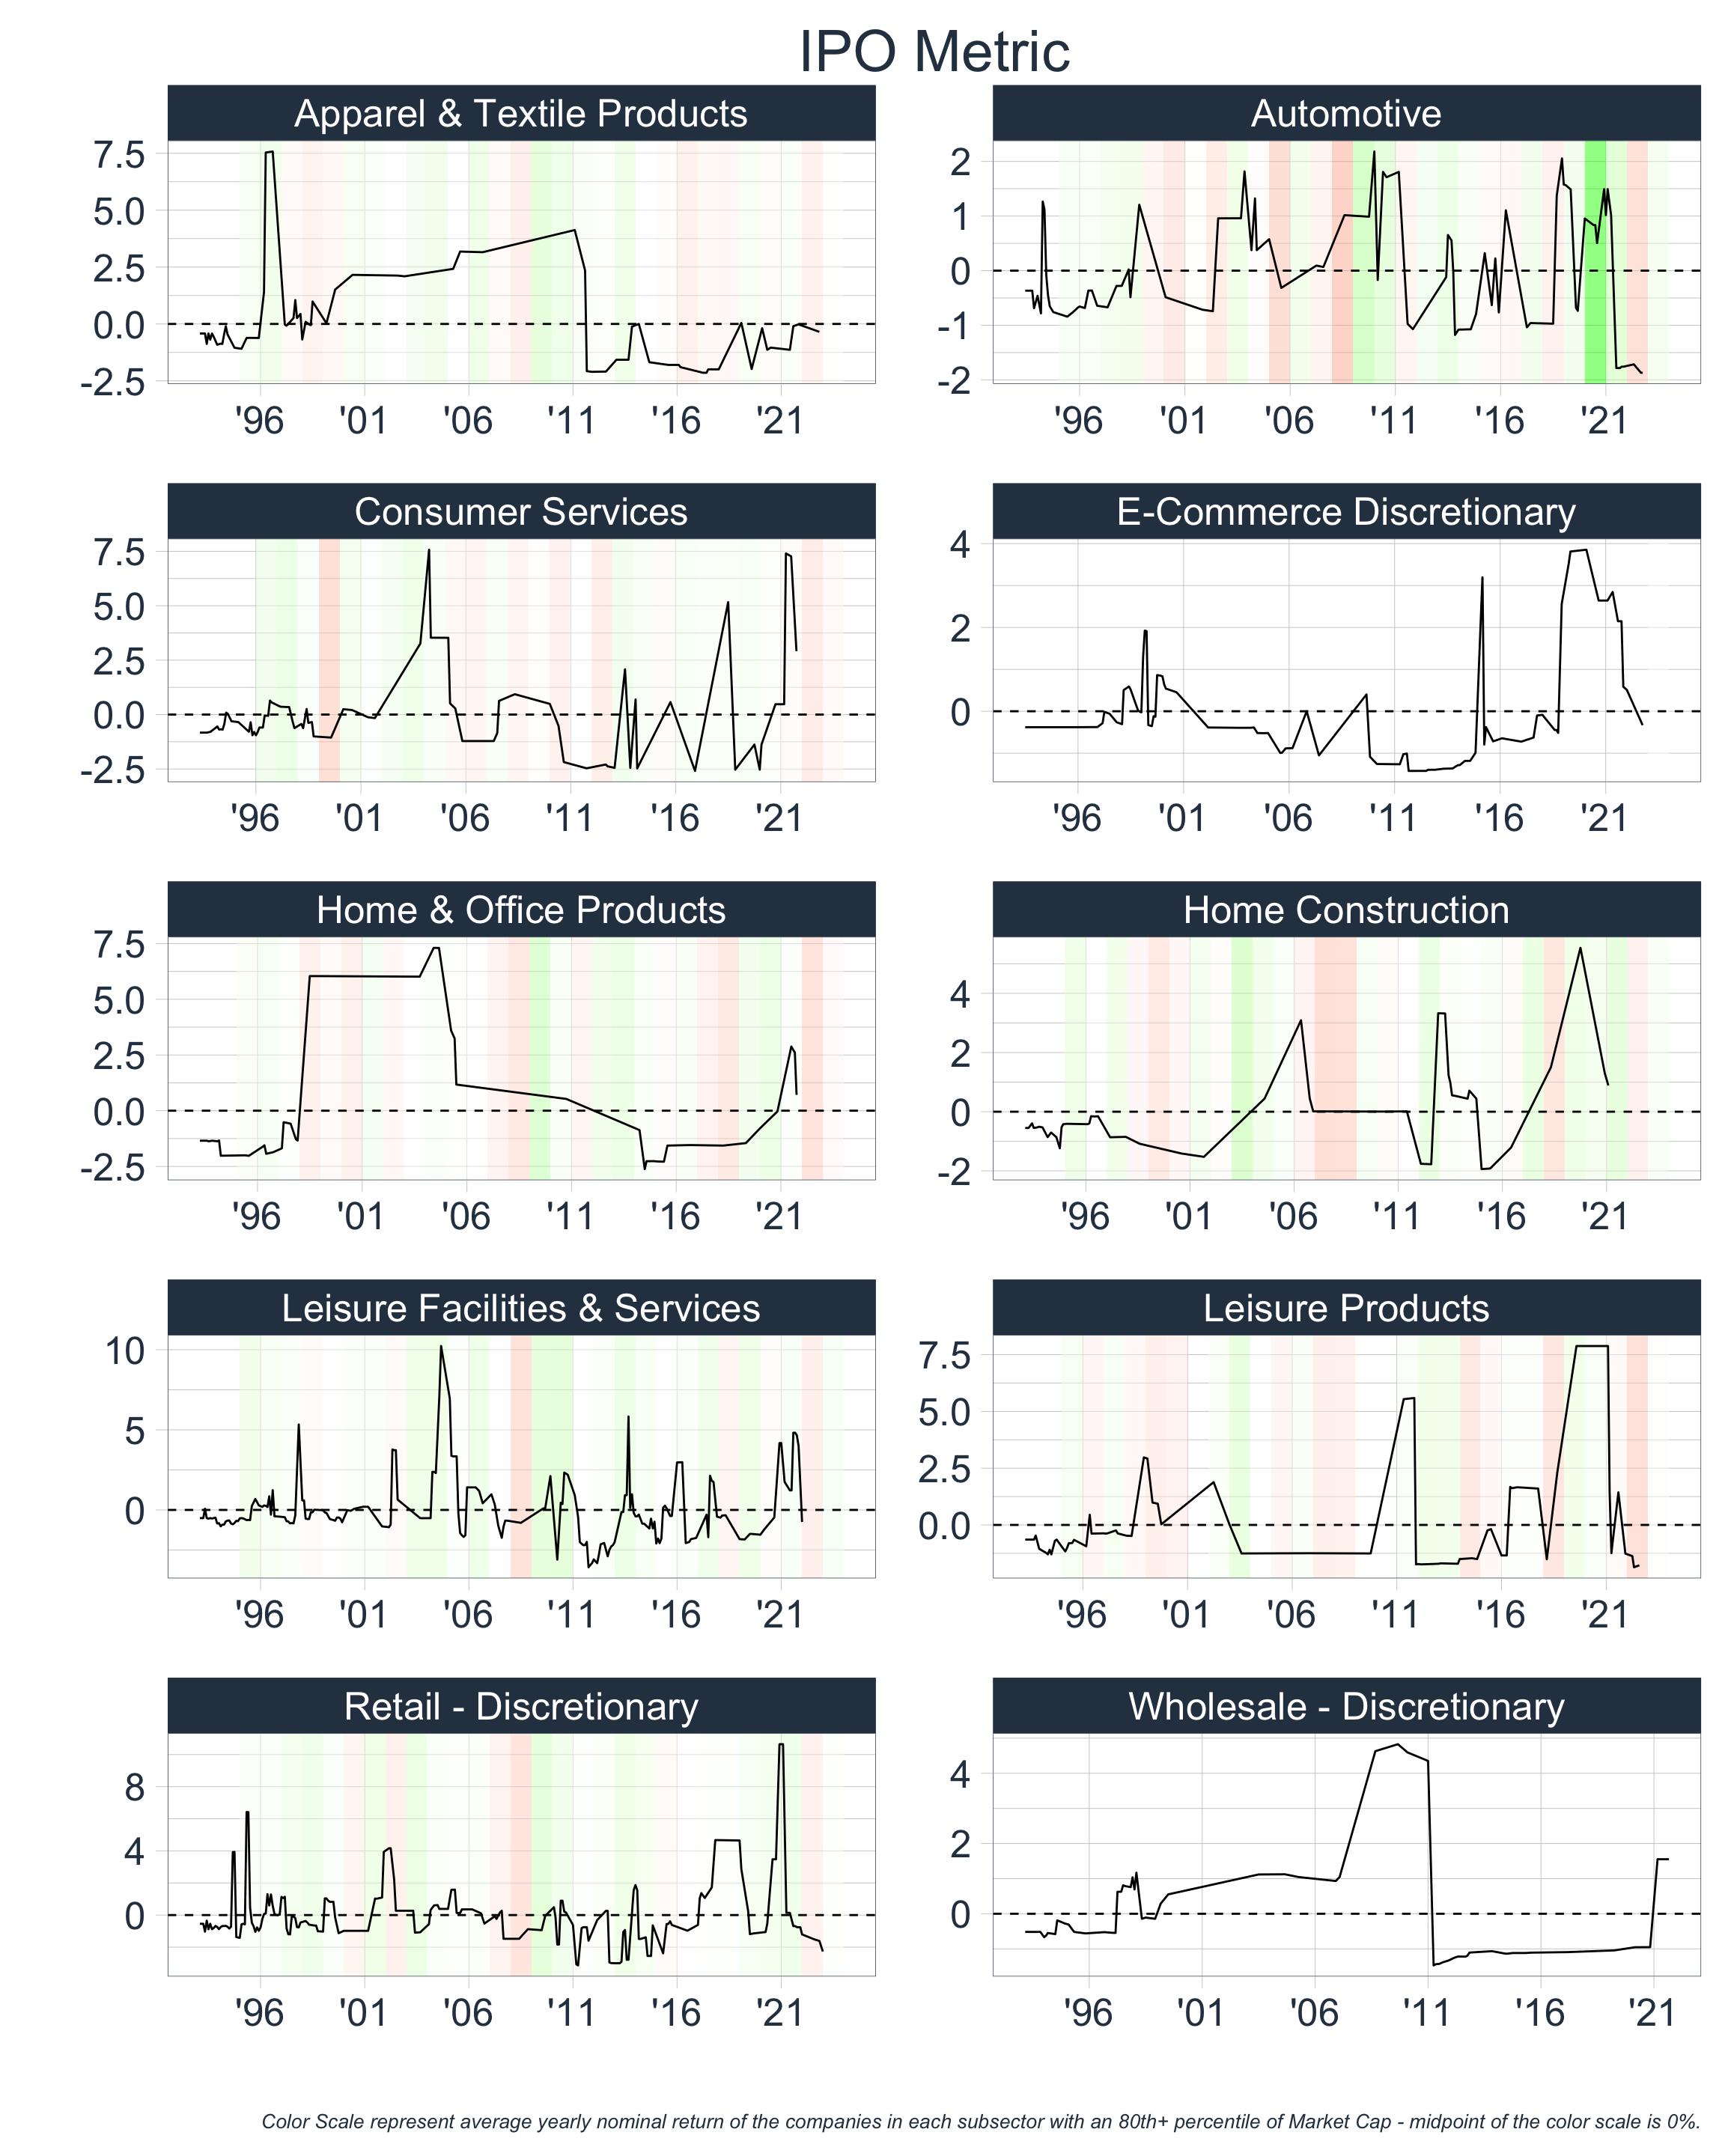 IPO Metric
Apparel & Textile Products
Automotive
7.5
5.0
2.5
0.0
-2.5
'96 '01 '06 '11 '16 '21
2
1
0
-1
-2
'96 '01 '06 '11 '16 '21
Consumer Services
E-Commerce Discretionary
7.5
5.0
2.5
0.0
-2.5
'96 '01 '06 '11 '16 '21
4
2
0
'96 '01 '06 '11 '16 '21
Home & Office Products
Home Construction
7.5
5.0
2.5
0.0
-2.5
'96 '01 '06 '11 '16 '21
4
2
0
-2
'96 '01 '06 '11 '16 '21
Leisure Facilities & Services
Leisure Products
10
5
0
'96 '01 '06 '11 '16 '21
7.5
5.0
2.5
0.0
'96 '01 '06 '11 '16 '21
Retail - Discretionary
Wholesale - Discretionary
8
4
0
'96 '01 '06 '11 '16 '21
4
2
0
'96 '01 '06 '11 '16 '21
Color Scale represent average yearly nominal return of the companies in each subsector with an 80th+ percentile of Market Cap - midpoint of the color scale is 0%.